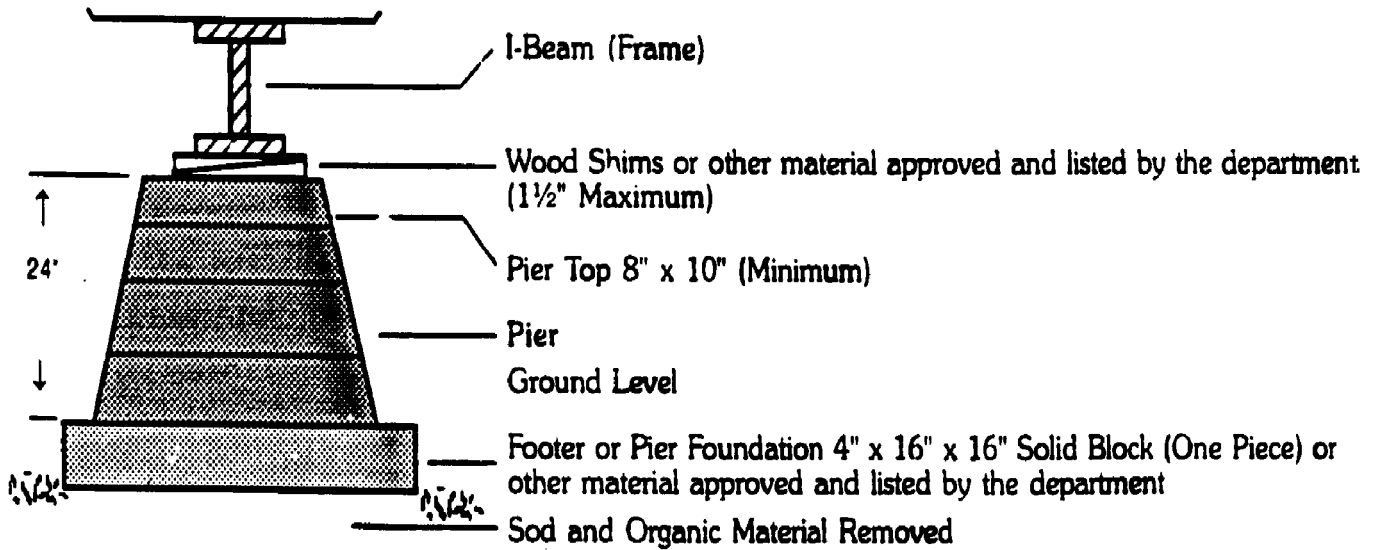 I-Beam (Frame)
Wood Shims or other material approved and listed by the department
(1½" Maximum)
24"
Pier Top 8" x 10" (Minimum)
Pier
Ground Level
Footer or Pier Foundation 4" x 16" x 16" Solid Block (One Piece) or
other material approved and listed by the department
Sod and Organic Material Removed